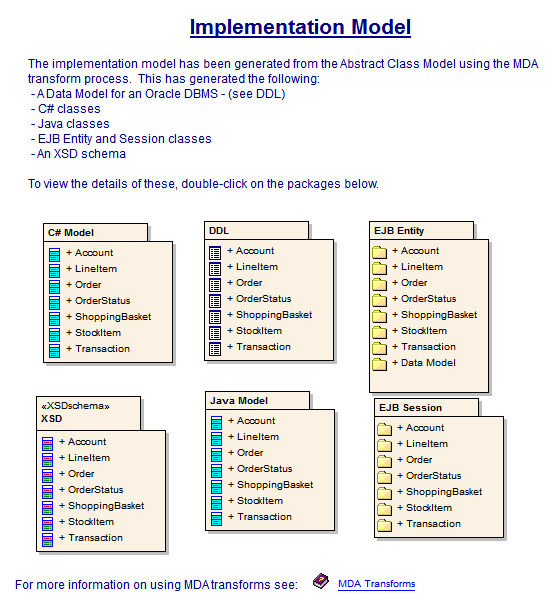 Implementation Model
The implementation model has been generated from the Abstract Class Model using the MDA
transform process.  This has generated the following:
- A Data Model for an Oracle DBMS - (see DDL)
- C# classes
- Java classes
- EJB Entity and Session classes
- An XSD schema
To view the details of these, double-click on the packages below.
C# Model
+ Account
+ LineItem
+ Order
+ OrderStatus
+ ShoppingBasket
+ StockItem
+ Transaction
DDL
+ Account
+ LineItem
+ Order
+ OrderStatus
+ ShoppingBasket
+ StockItem
+ Transaction
EJB Entity
+ Account
+ LineItem
+ Order
+ OrderStatus
+ ShoppingBasket
+ StockItem
+ Transaction
+ Data Model
«XSDschema»
XSD
+ Account
+ LineItem
+ Order
+ OrderStatus
+ ShoppingBasket
+ StockItem
+ Transaction
Java Model
+ Account
+ LineItem
+ Order
+ OrderStatus
+ ShoppingBasket
+ StockItem
+ Transaction
EJB Session
+ Account
+ LineItem
+ Order
+ OrderStatus
+ ShoppingBasket
+ StockItem
+ Transaction
For more information on using MDA transforms see: MDA Transforms